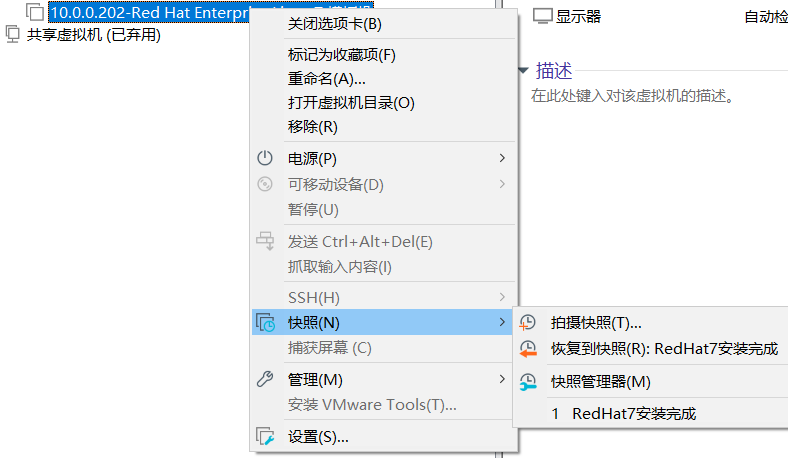 10.0.0.202-Red Hat Enterpri
共享虚拟机 (已弃用)
关闭选项卡(B)
标记为收藏项(F)
重命名(A)...
打开虚拟机目录(O)
移除(R)
电源(P)
可移动设备(D)
暂停(U)
发送 Ctrl+Alt+Del(E)
抓取输入内容(I)
SSH(H)
快照(N)
捕获屏幕 (C)
管理(M)
安装 VMware Tools(T)...
设置(S)...
拍摄快照(T)...
恢复到快照(R): RedHat7安装完成
快照管理器(M)
1 RedHat7安装完成
显示器
自动检
描述
在此处键入对该虚拟机的描述。